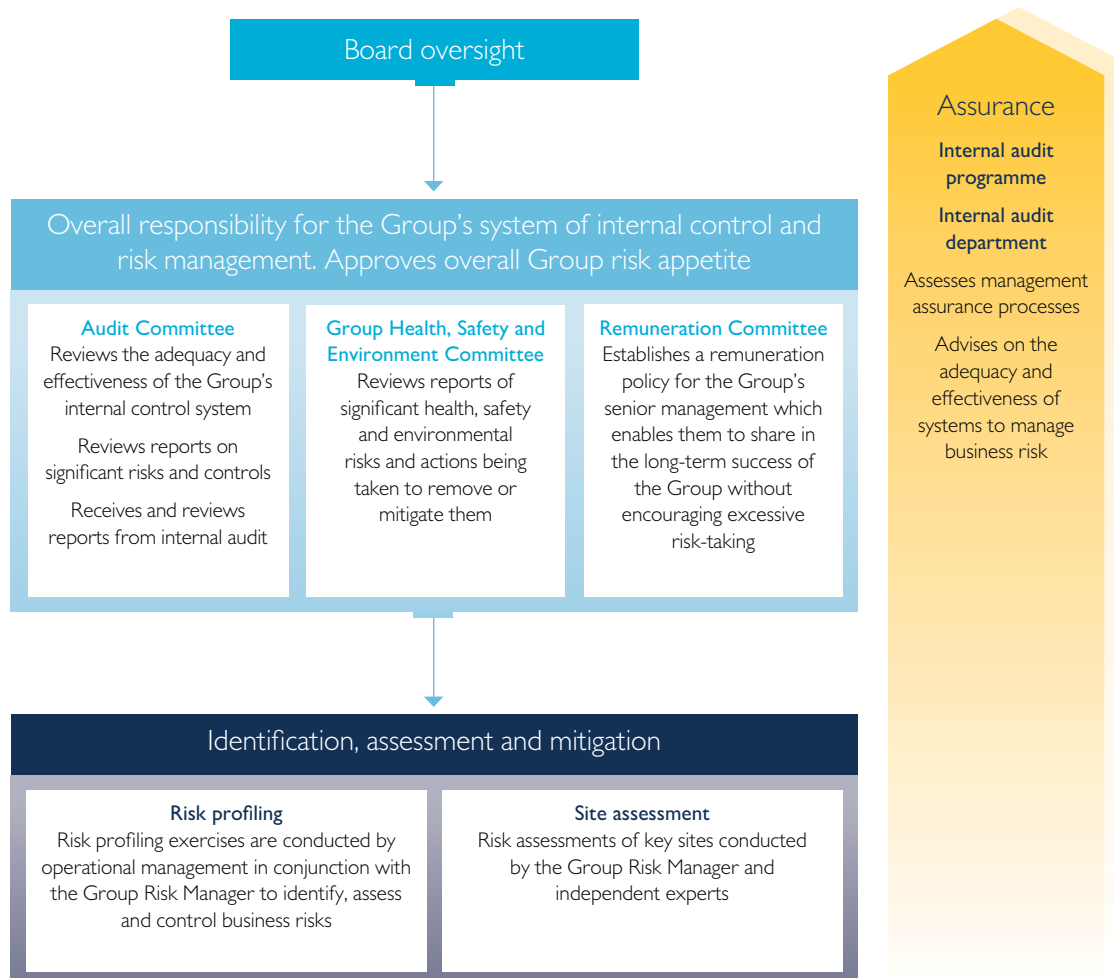 Board oversight
Overall responsibility for the Group's system of internal control and
risk management. Approves overall Group risk appetite
Audit Committee
Reviews the adequacy and
effectiveness of the Group's
internal control system
Reviews reports on
significant risks and controls
Receives and reviews
reports from internal audit
Group Health, Safety and
Environment Committee
Reviews reports of
significant health, safety
and environmental
risks and actions being
taken to remove or
mitigate them
Remuneration Committee
Establishes a remuneration
policy for the Group's
senior management which
enables them to share in
the long-term success of
the Group without
encouraging excessive
risk-taking
Identification, assessment and mitigation
Risk profiling
Risk profiling exercises are conducted by
operational management in conjunction with
the Group Risk Manager to identify, assess
and control business risks
Site assessment
Risk assessments of key sites conducted
by the Group Risk Manager and
independent experts
Assurance
Internal audit
programme
Internal audit
department
Assesses management
assurance processes
Advises on the
adequacy and
effectiveness of
systems to manage
business risk